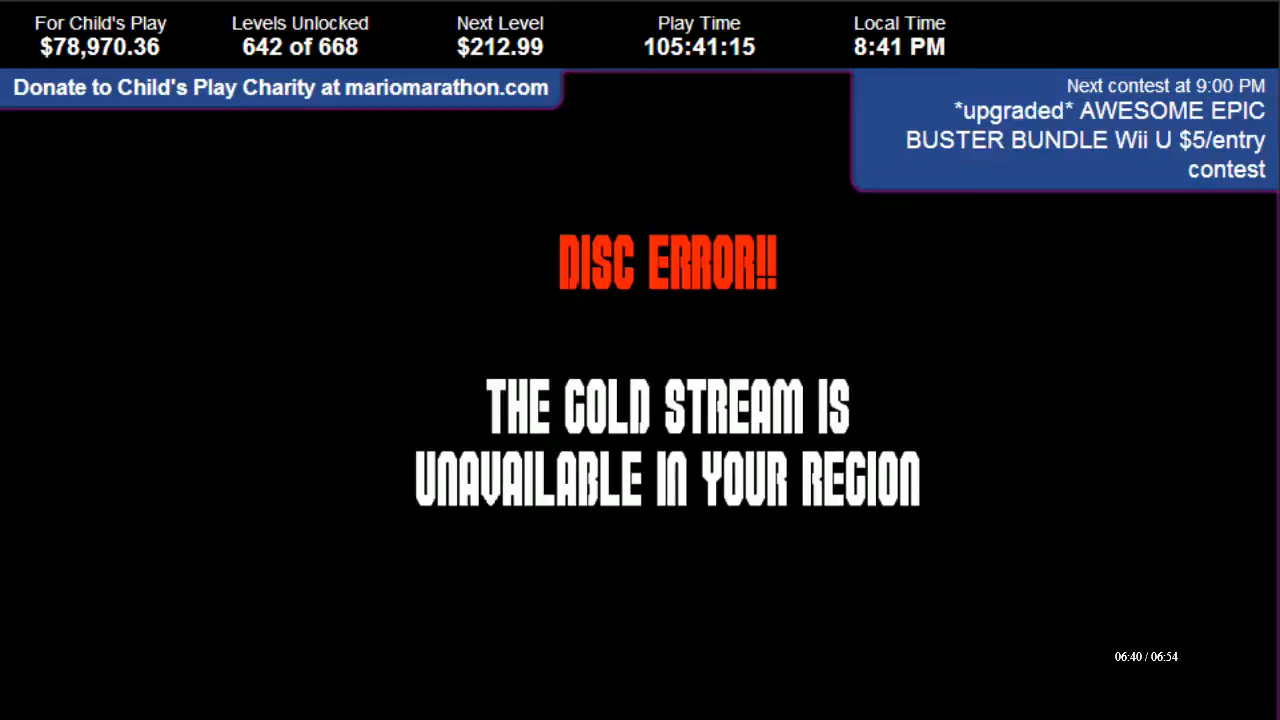 For Child's Play
$78,970.36
Levels Unlocked
642 of 668
Next Level
$212.99
Play Time
105:41:15
Local Time
8:41 PM
Donate to Child's Play Charity at mariomarathon.com
Next contest at 9:00 PM
*upgraded* AWESOME EPIC
BUSTER BUNDLE Wii U $5/entry
contest
DISC ERROR!!
THE GOLD STREAM IS
UNAVAILABLE IN YOUR REGION
06:40 / 06:54